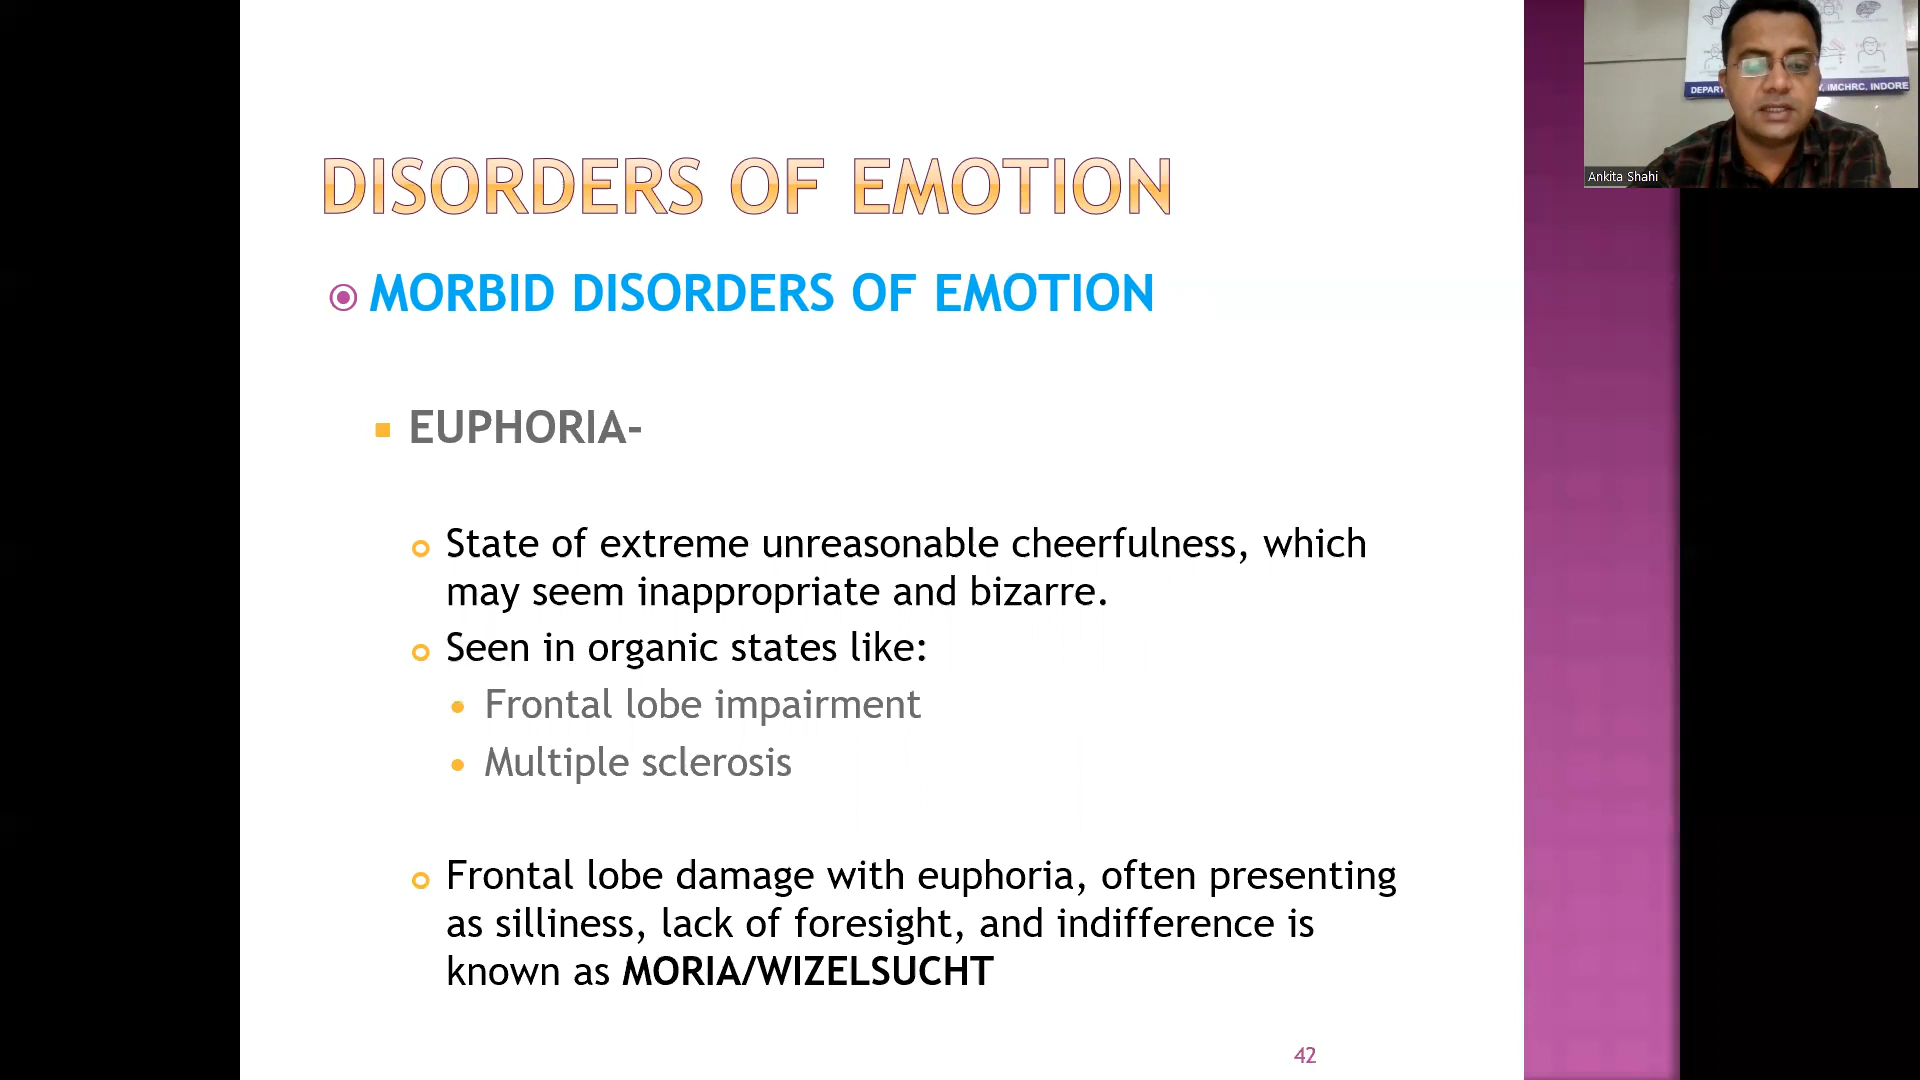 DISORDERS OF EMOTION
MORBID DISORDERS OF EMOTION
EUPHORIA-
State of extreme unreasonable cheerfulness, which
may seem inappropriate and bizarre.
Seen in organic states like:
Frontal lobe impairment
Multiple sclerosis
Frontal lobe damage with euphoria, often presenting
as silliness, lack of foresight, and indifference is
known as MORIA/WIZELSUCHT
42
IMCHRC, INDORE
Ankita Shahi